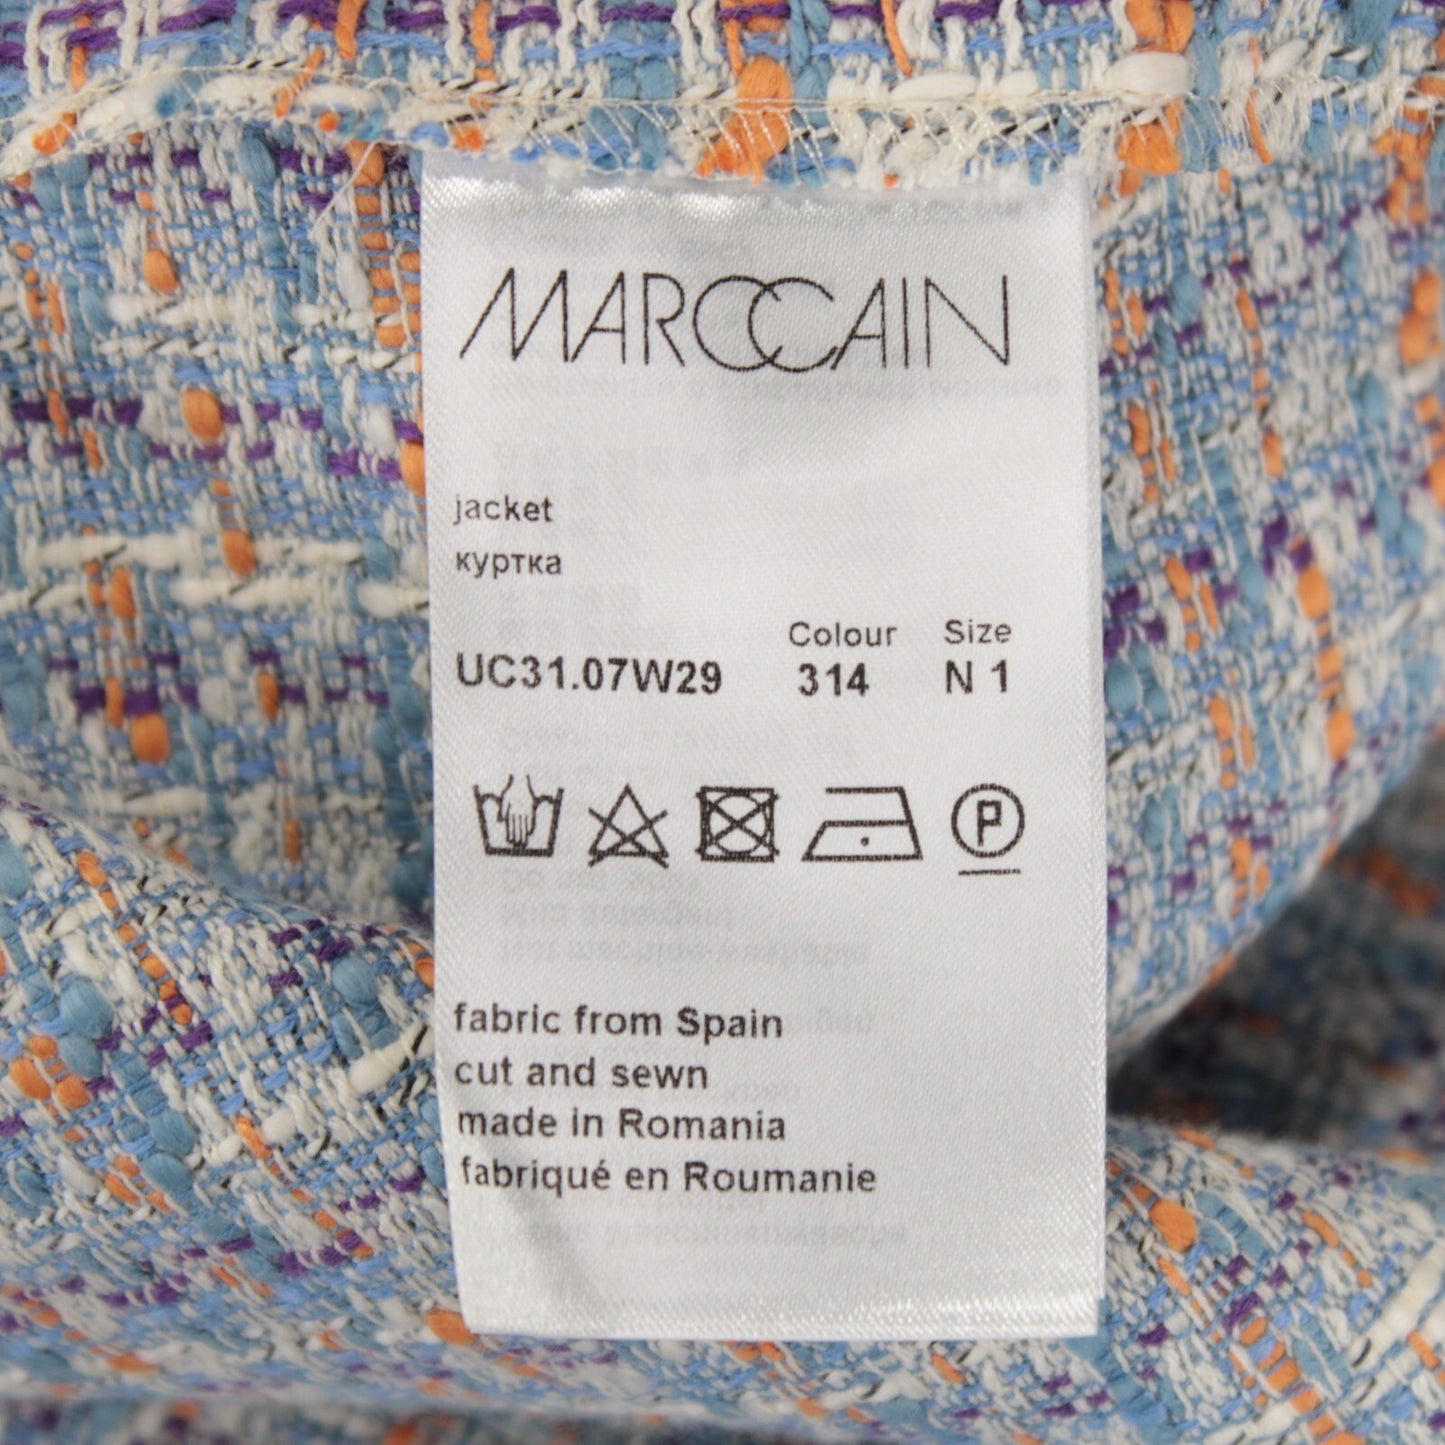 MARCCAIN
jacket
куртка
Colour Size
UC31.07W29 314 N 1
P
fabric from Spain
cut and sewn
made in Romania
fabriqué en Roumanie